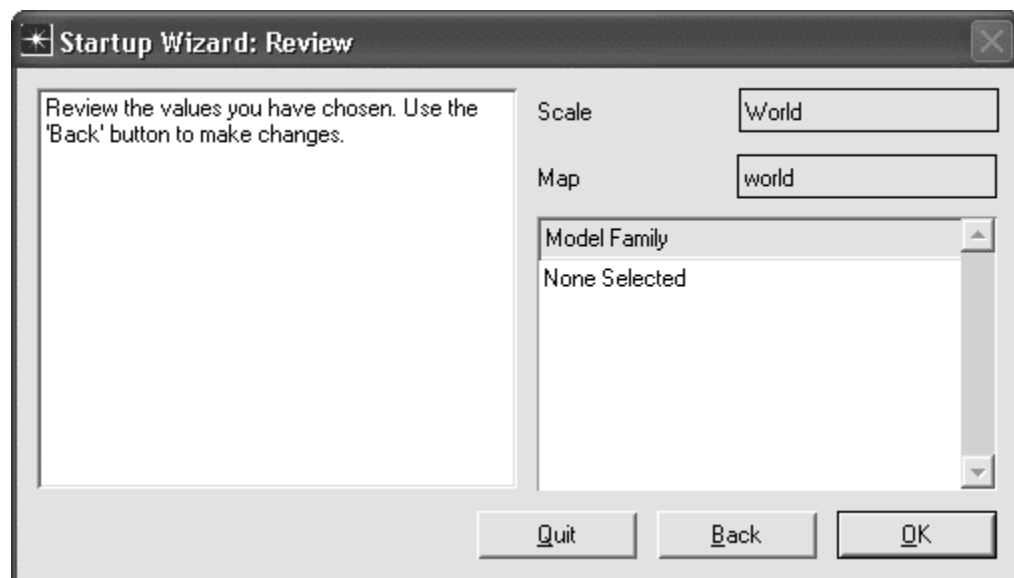 Startup Wizard: Review
Review the values you have chosen. Use the
'Back' button to make changes.
Scale
World
Map
world
Model Family
None Selected
Quit
Back
OK